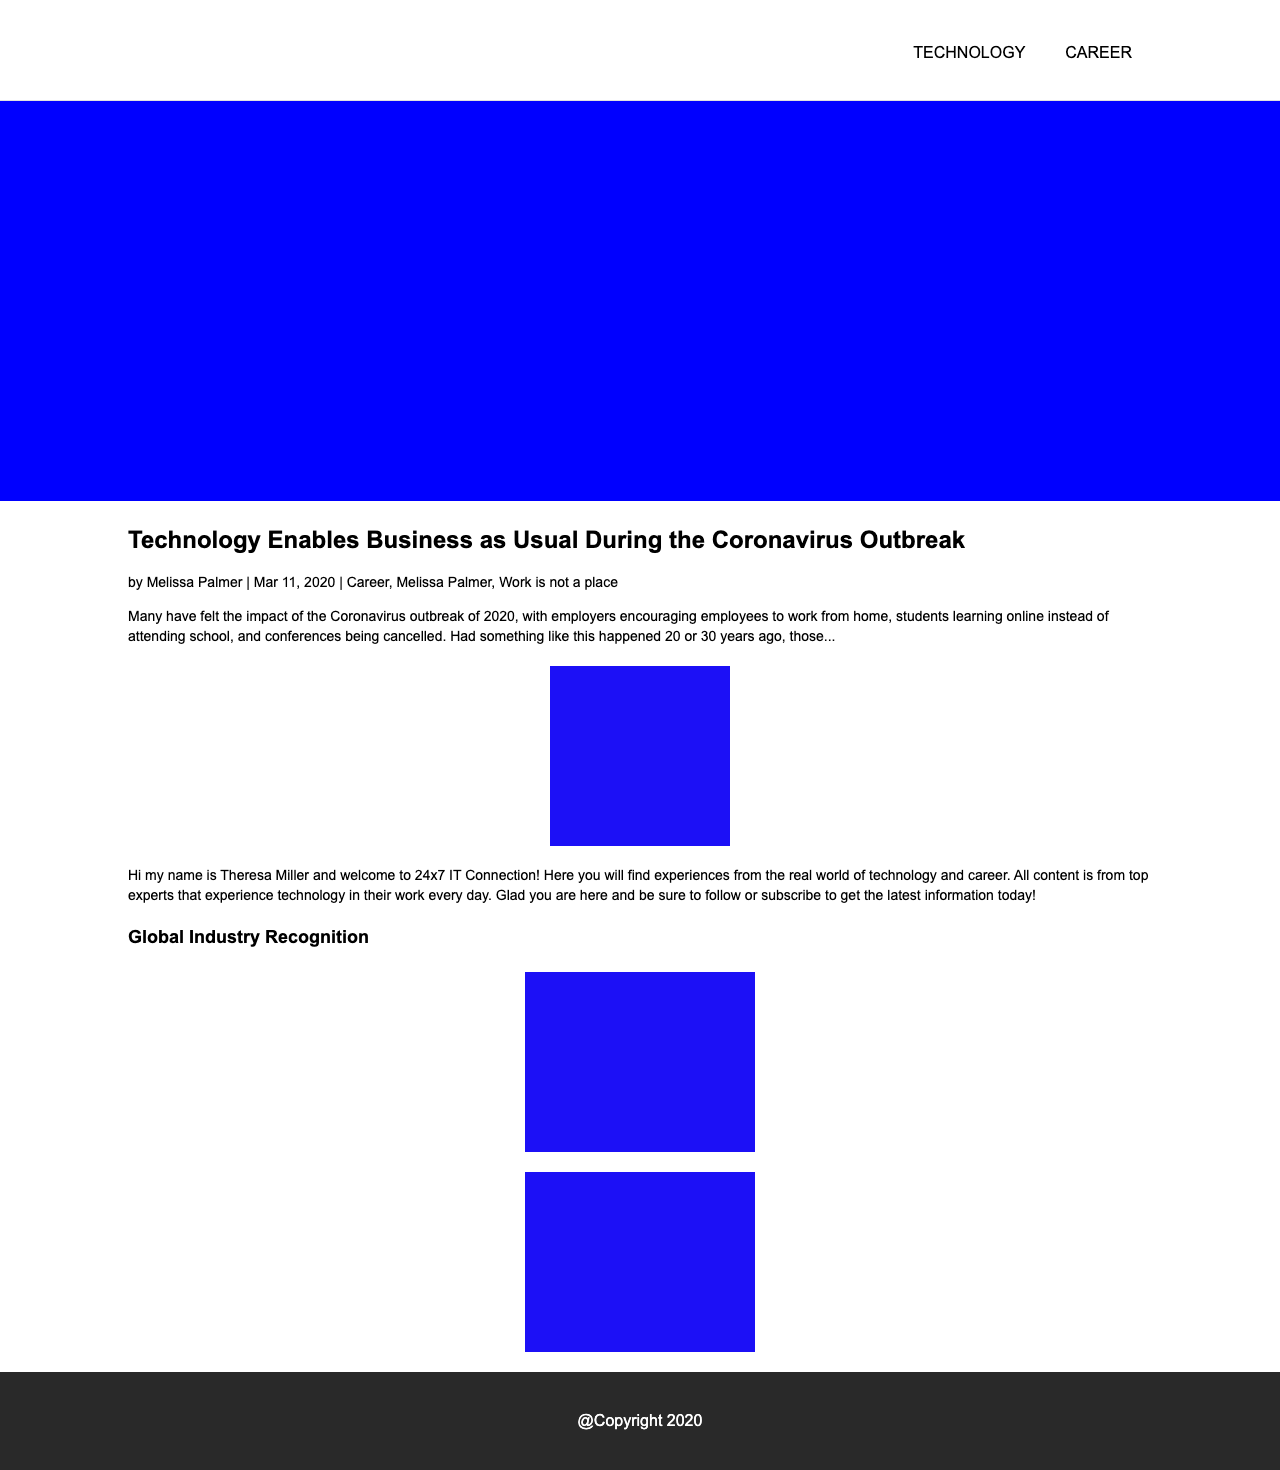 TECHNOLOGY CAREER
Technology Enables Business as Usual During the Coronavirus Outbreak
by Melissa Palmer | Mar 11, 2020 | Career, Melissa Palmer, Work is not a place
Many have felt the impact of the Coronavirus outbreak of 2020, with employers encouraging employees to work from home, students learning online instead of
attending school, and conferences being cancelled. Had something like this happened 20 or 30 years ago, those...
Hi my name is Theresa Miller and welcome to 24x7 IT Connection! Here you will find experiences from the real world of technology and career. All content is from top
experts that experience technology in their work every day. Glad you are here and be sure to follow or subscribe to get the latest information today!
Global Industry Recognition
@Copyright 2020